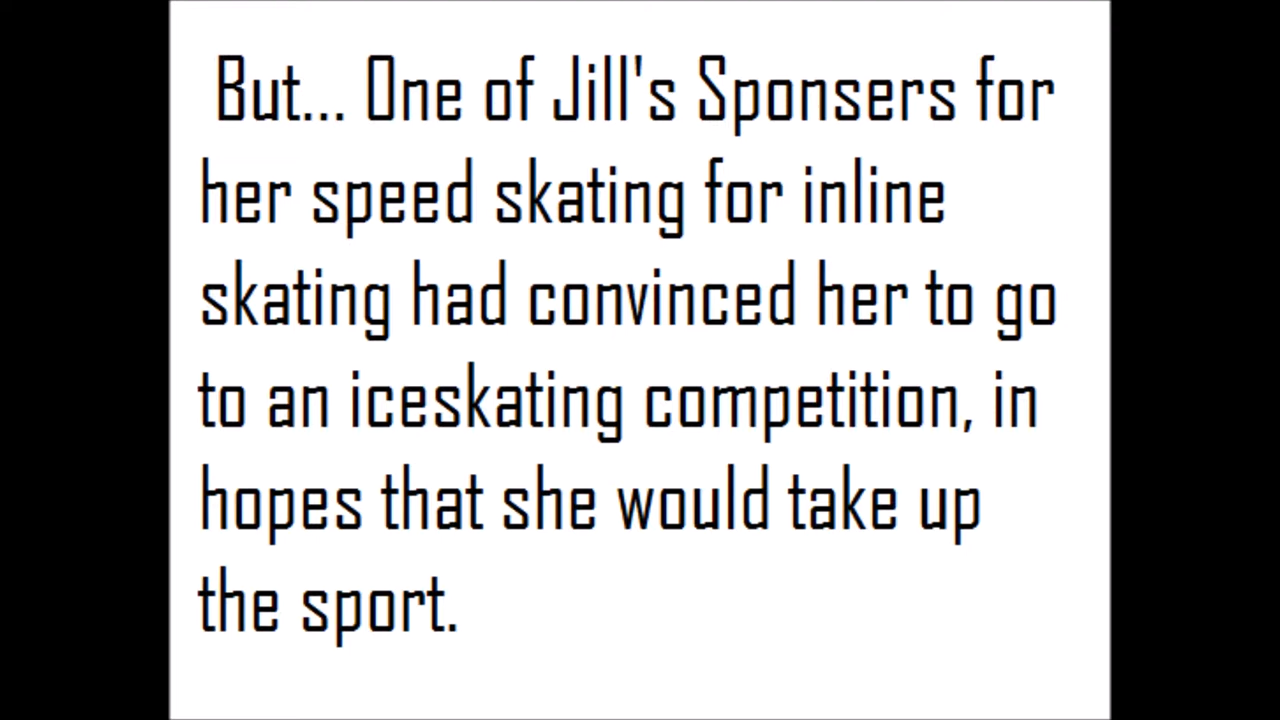 But... One of Jill's Sponsers for
her speed skating for inline
skating had convinced her to go
to an iceskating competition, in
hopes that she would take up
the sport.